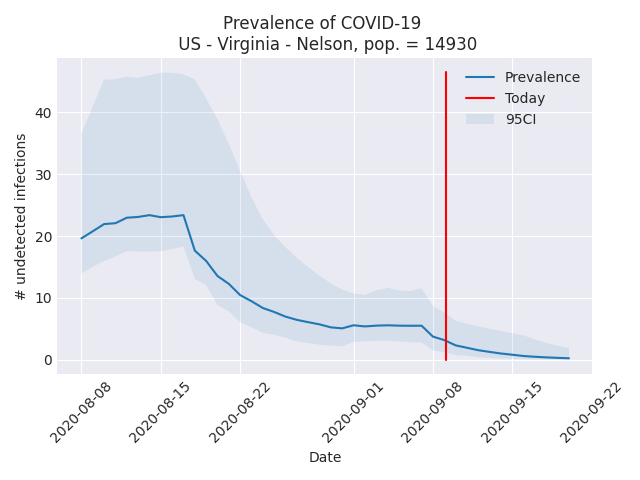 Prevalence of COVID-19
US - Virginia - Nelson, pop. = 14930
Prevalence
Today
95CI
# undetected infections
40
30
20
10
0
2020-08-08
2020-08-15
2020-08-22
2020-09-01
2020-09-08
2020-09-15
2020-09-22
Date